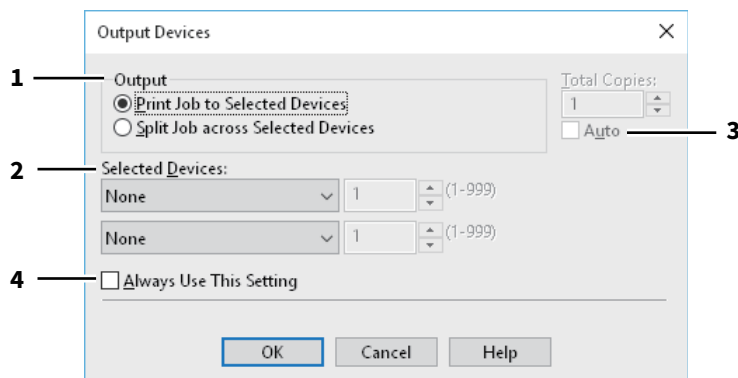 Output Devices
1
Output
Total Copies:
Print Job to Selected Devices
1
Split Job across Selected Devices
Auto
3
2
Selected Devices:
None
1
(1-999)
None
1
(1-999)
4
Always Use This Setting
OK
Cancel
Help